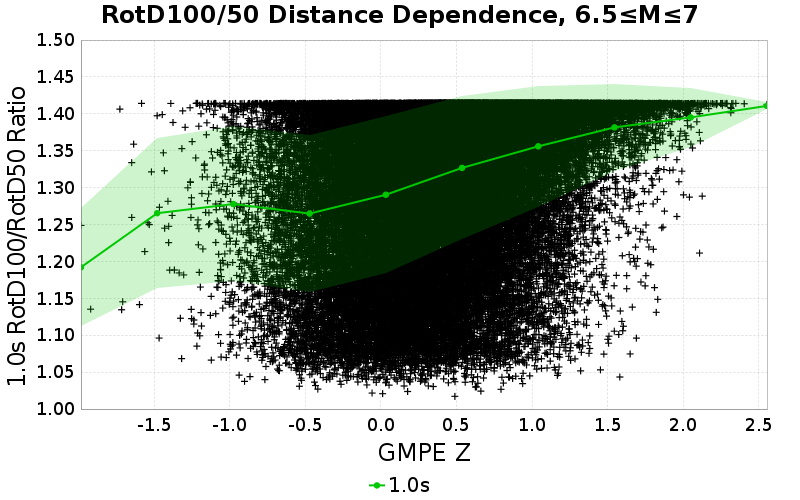 RotD100/50 Distance Dependence, 6.5≤M≤7
1.0s RotD100/RotD50 Ratio
1.50
1.45
1.40
1.35
1.30
1.25
1.20
1.15
1.10
1.05
1.00
-1.5 -1.0 -0.5 0.0 0.5 1.0 1.5 2.0 2.5
GMPE Z
1.0s